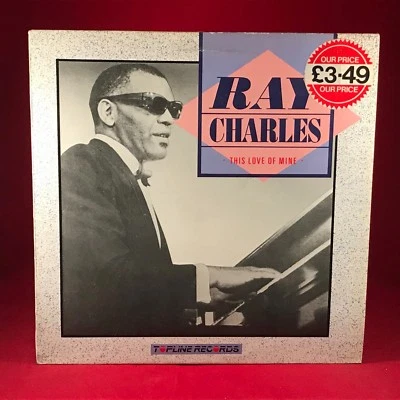 OUR PRICE
£3·49
OUR PRICE
RAY
CHARLES
· THIS LOVE OF MINE ·
TOPLINE RECORDS